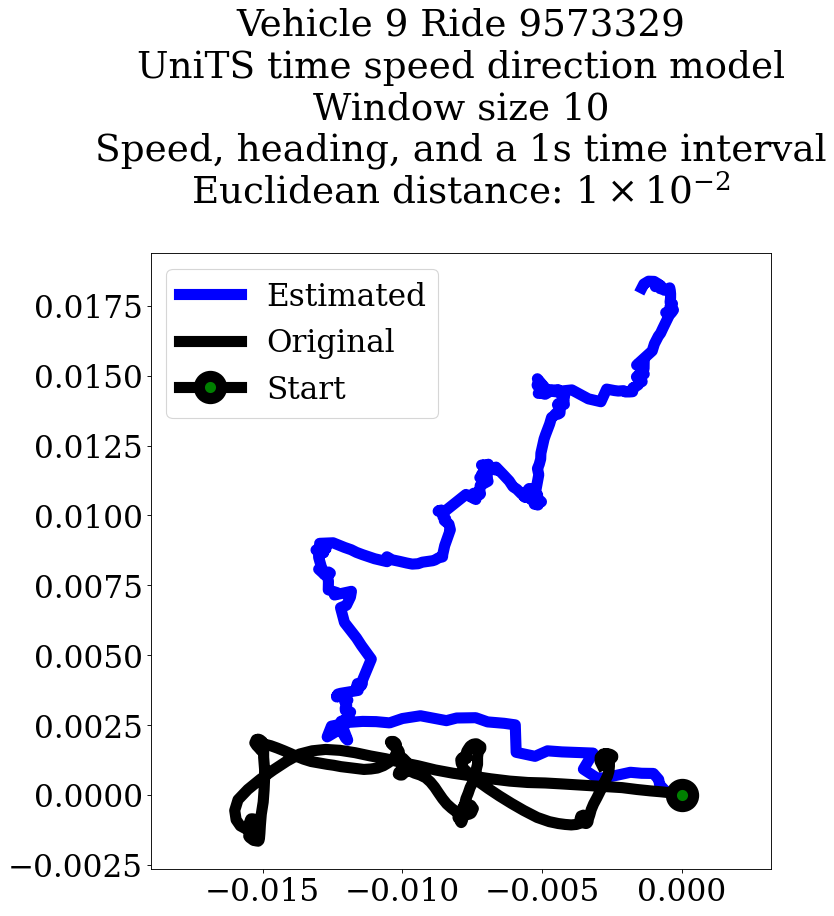 Vehicle 9 Ride 9573329
UniTS time speed direction model
Window size 10
Speed, heading, and a 1s time interval
Euclidean distance: $1 \times 10^{-2}$
Estimated
Original
Start
0.0175
0.0150
0.0125
0.0100
0.0075
0.0050
0.0025
0.0000
−0.0025
−0.015 −0.010 −0.005 0.000